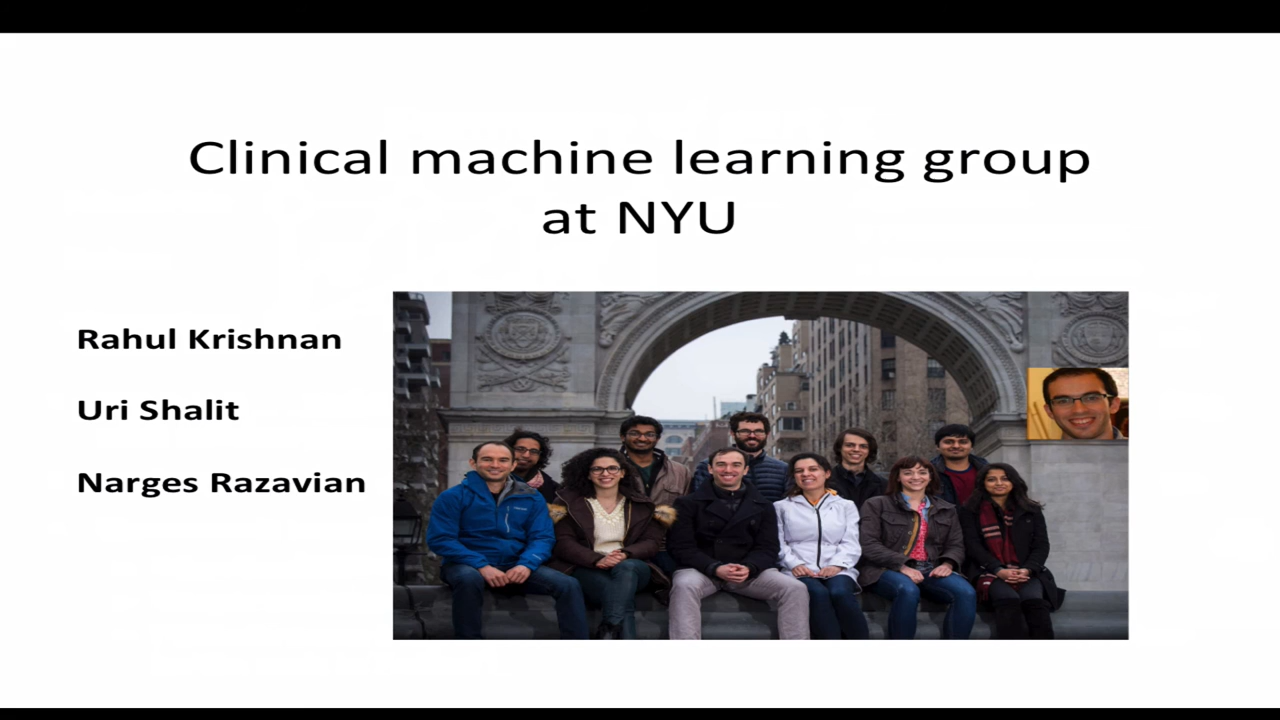 Clinical machine learning group
at NYU
Rahul Krishnan
Uri Shalit
Narges Razavian